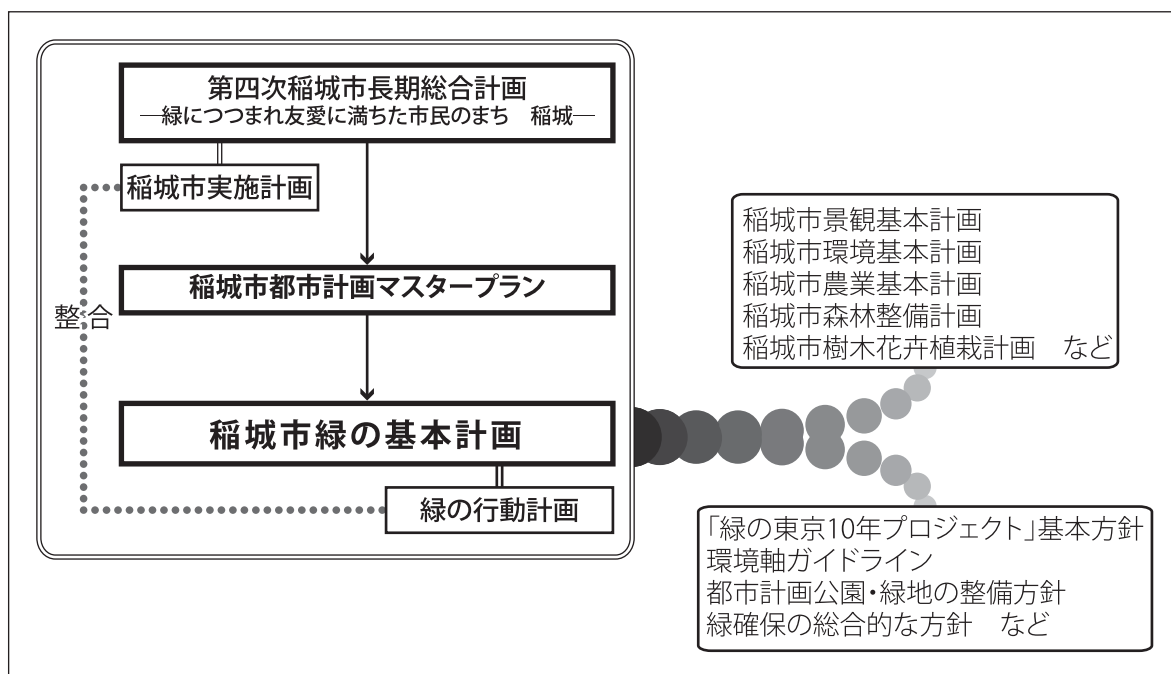 第四次稲城市長期総合計画
―緑につつまれ友愛に満ちた市民のまち　稲城―
稲城市実施計画
稲城市都市計画マスタープラン
整合
稲城市緑の基本計画
緑の行動計画
稲城市景観基本計画
稲城市環境基本計画
稲城市農業基本計画
稲城市森林整備計画
稲城市樹木花卉植栽計画　など
「緑の東京10年プロジェクト」基本方針
環境軸ガイドライン
都市計画公園・緑地の整備方針
緑確保の総合的な方針　など